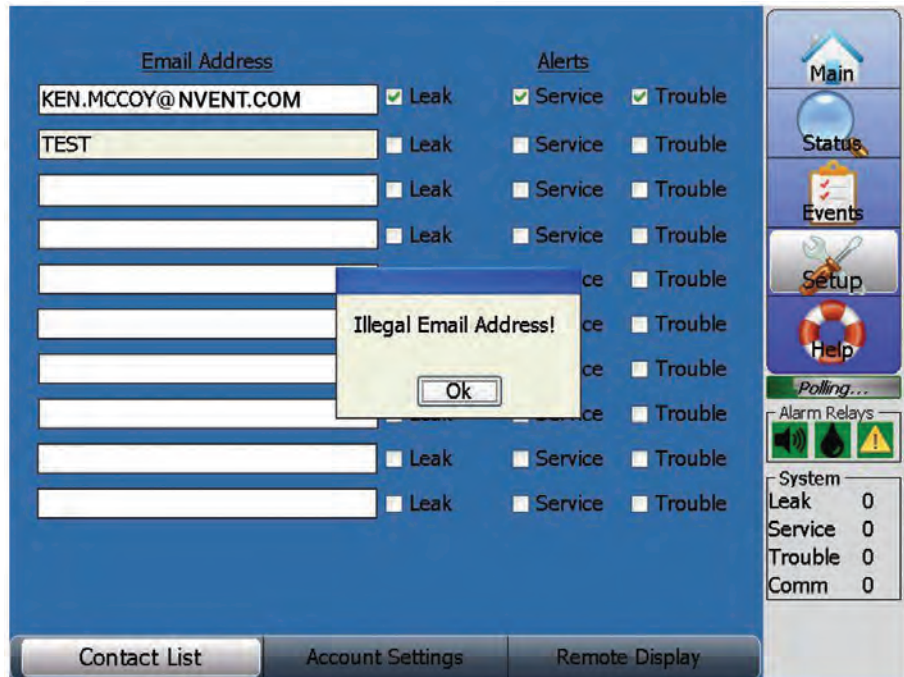 Email Address Alerts
KEN.MCCOY@NVENT.COM Leak Service Trouble
TEST Leak Service Trouble
Leak Service Trouble
Leak Service Trouble
ce Trouble
Illegal Email Address!
ce Trouble
ce Trouble
Ok
Trouble
Leak Service Trouble
Leak Service Trouble
Contact List Account Settings Remote Display
Main
Status
Events
Setup
Help
Polling...
Alarm Relays
System
Leak 0
Service 0
Trouble 0
Comm 0